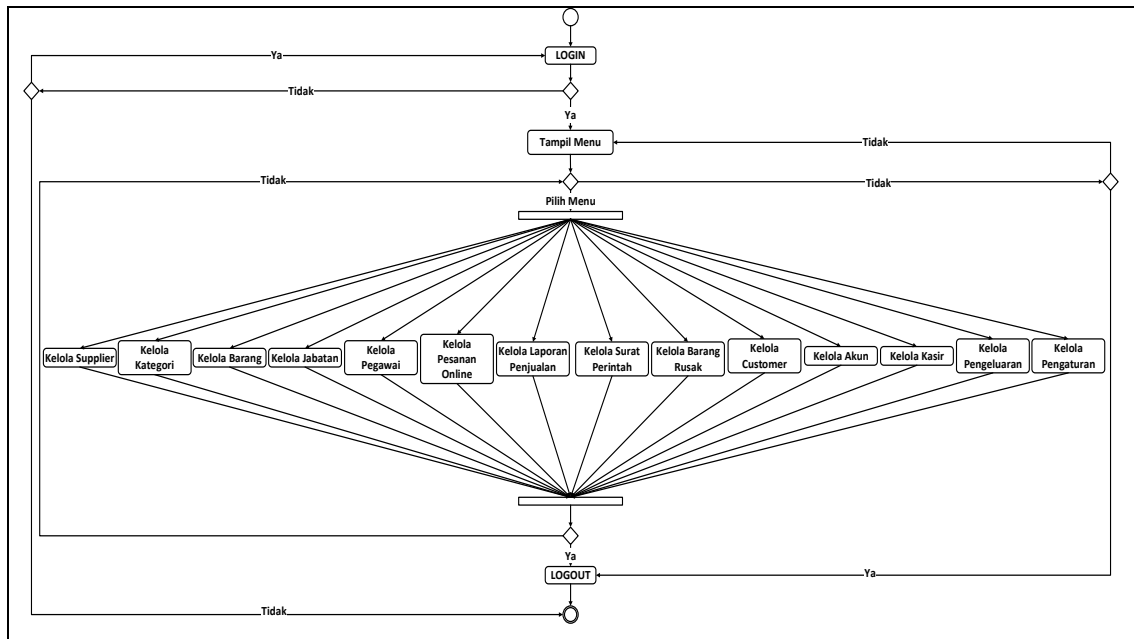 Ya
LOGIN
Tidak
Ya
Tampil Menu
Tidak
Tidak
Tidak
Pilih Menu
Kelola Supplier
Kelola
Kategori
Kelola Barang
Kelola Jabatan
Kelola
Pegawai
Kelola
Pesanan
Online
Kelola Laporan
Penjualan
Kelola Surat
Perintah
Kelola Barang
Rusak
Kelola
Customer
Kelola Akun
Kelola Kasir
Kelola
Pengeluaran
Kelola
Pengaturan
Ya
LOGOUT
Ya
Tidak